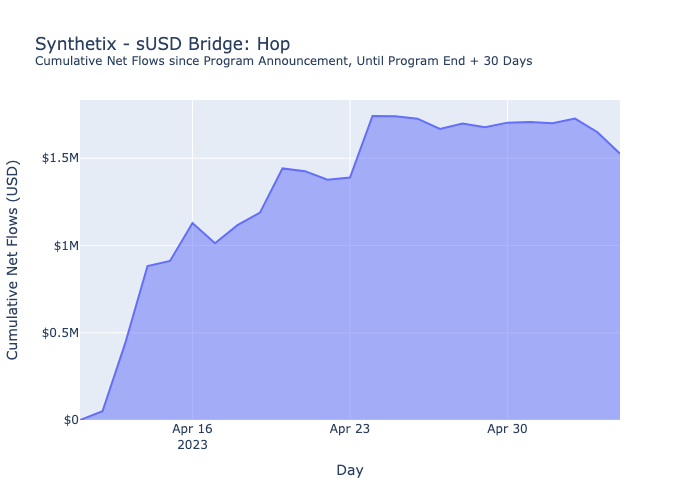 Synthetix - sUSD Bridge: Hop
Cumulative Net Flows since Program Announcement, Until Program End + 30 Days
Cumulative Net Flows (USD)
$1.5M
$1M
$0.5M
$0
Apr 16
2023
Apr 23
Apr 30
Day